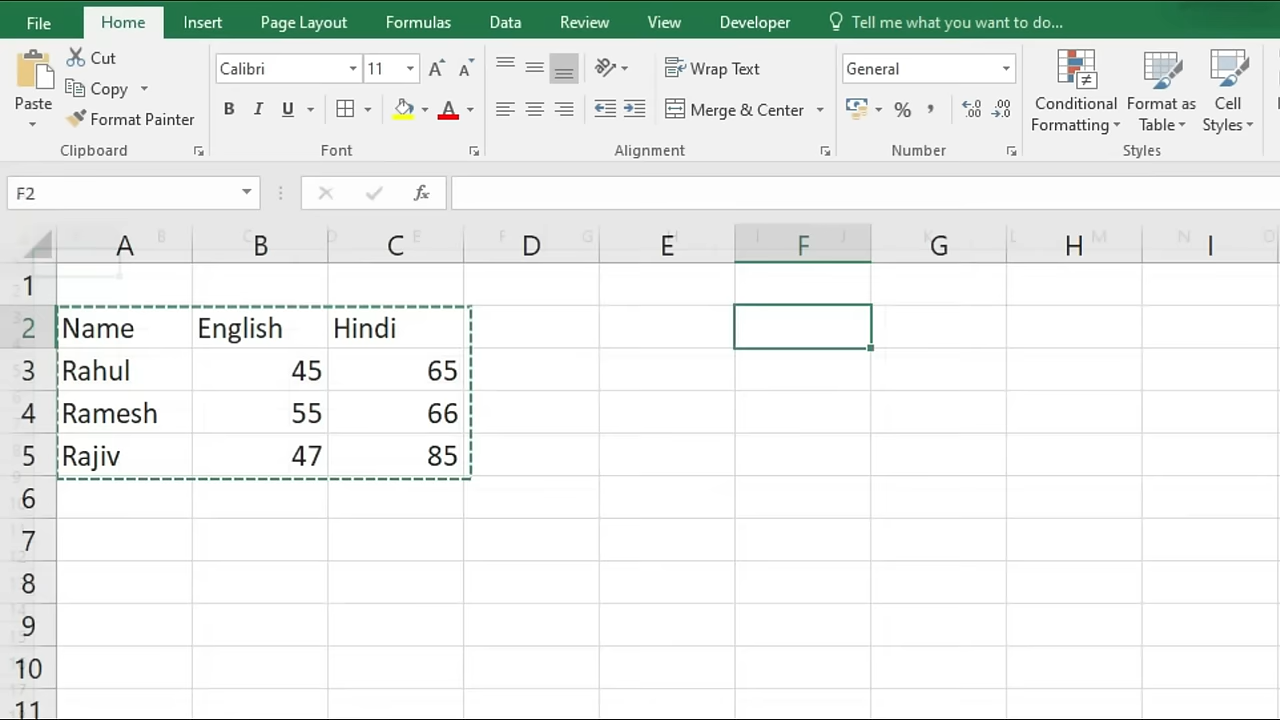 File Home Insert Page Layout Formulas Data Review View Developer Tell me what you want to do...
Paste
Cut
Copy
Format Painter
Clipboard
Calibri 11 A A
B I U A
Font
Wrap Text
Merge & Center
Alignment
General
% , .00 .00
Number
Conditional Formatting
Format as Table
Cell Styles
Styles
F2 fx
A B C D E F G H I
1
2 Name English Hindi
3 Rahul 45 65
4 Ramesh 55 66
5 Rajiv 47 85
6
7
8
9
10
11